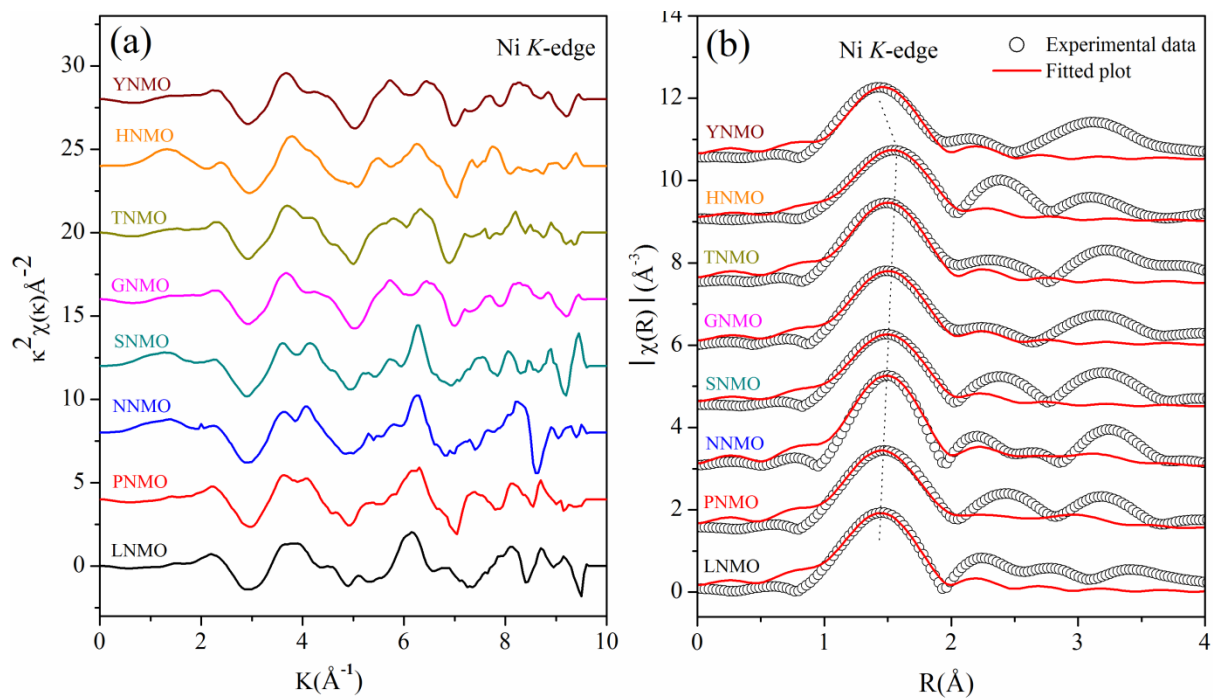 (a)
Ni K-edge
YNMO
HNMO
TNMO
GNMO
SNMO
NNMO
PNMO
LNMO
30
25
20
15
10
5
0
0 2 4 6 8 10
κ²χ(κ)Å⁻²
K(Å⁻¹)
(b)
Ni K-edge
Experimental data
Fitted plot
YNMO
HNMO
TNMO
GNMO
SNMO
NNMO
PNMO
LNMO
14
12
10
8
6
4
2
0
0 1 2 3 4
|χ(R)|(Å⁻³)
R(Å)